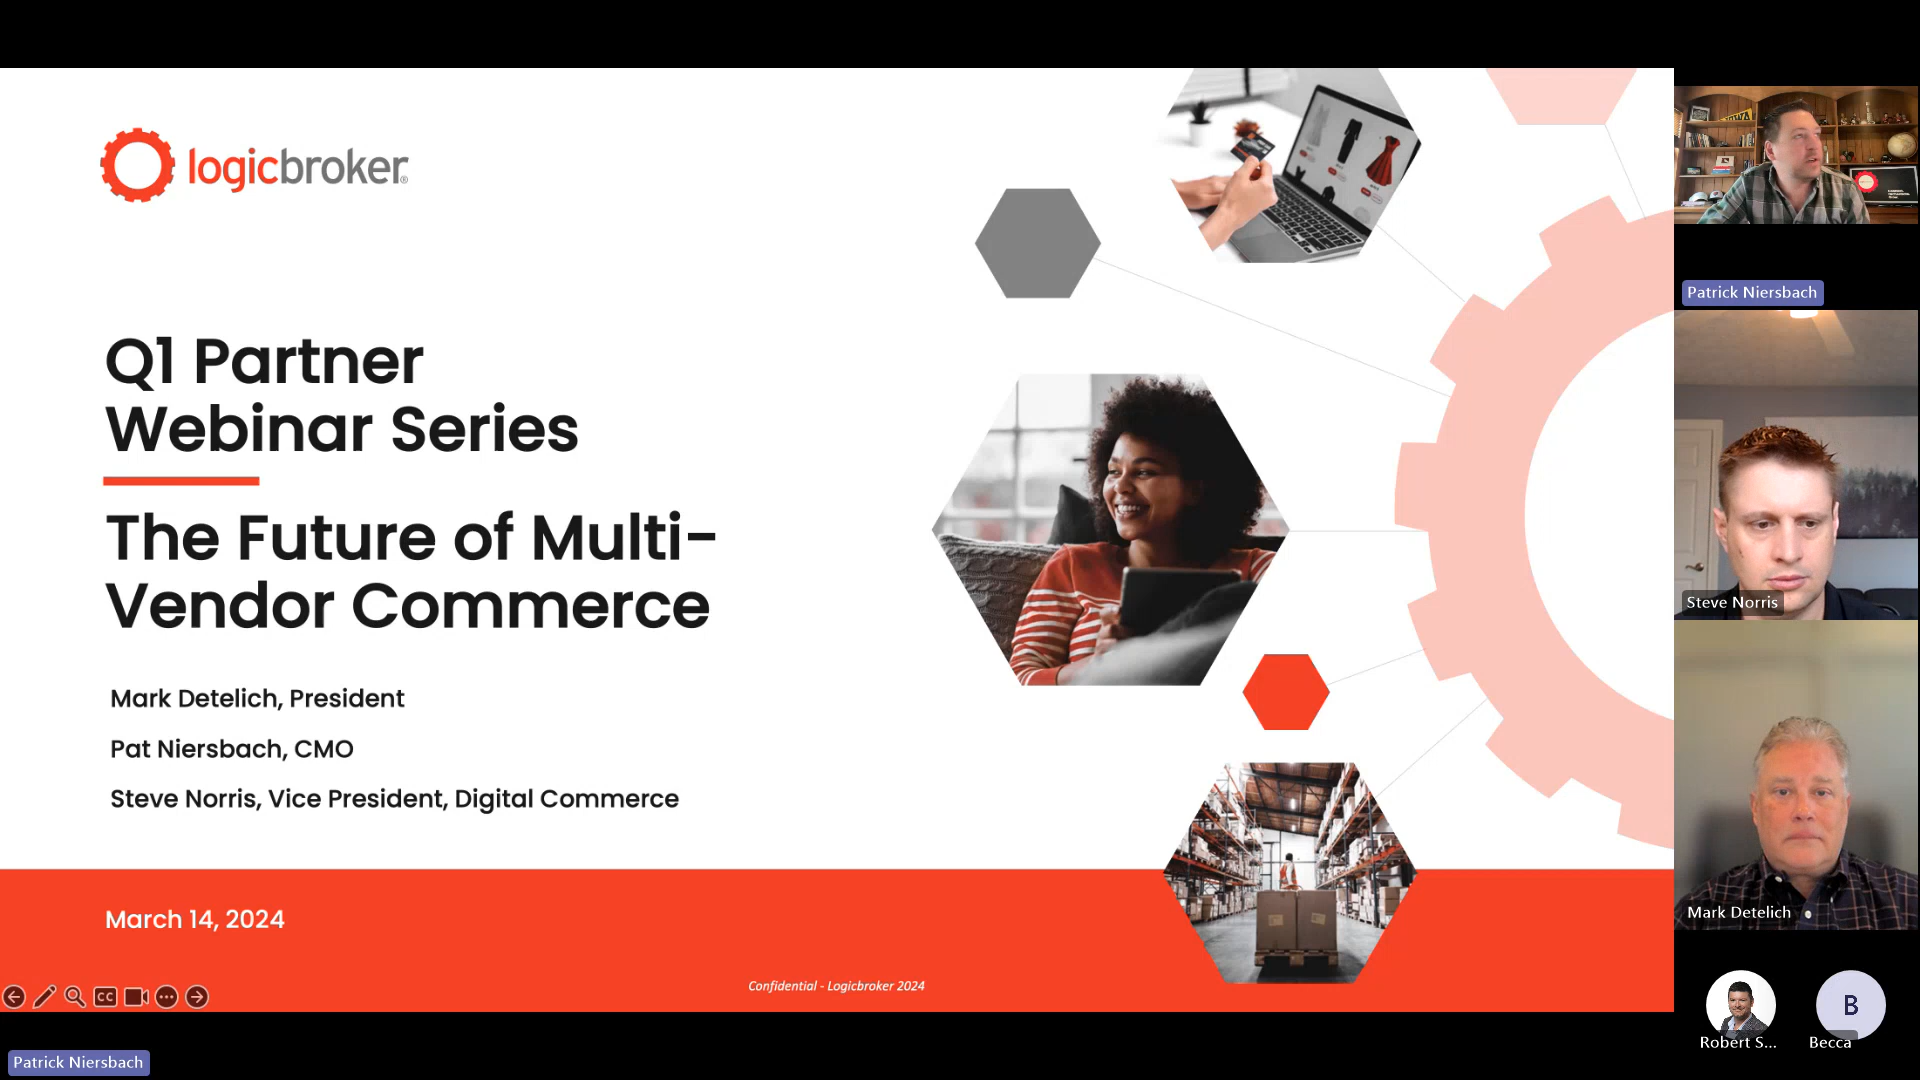 logicbroker®
Q1 Partner
Webinar Series
The Future of Multi-
Vendor Commerce
Mark Detelich, President
Pat Niersbach, CMO
Steve Norris, Vice President, Digital Commerce
March 14, 2024
Confidential - Logicbroker 2024
CC
Patrick Niersbach
Patrick Niersbach
Steve Norris
Mark Detelich
B
Robert S...
Becca